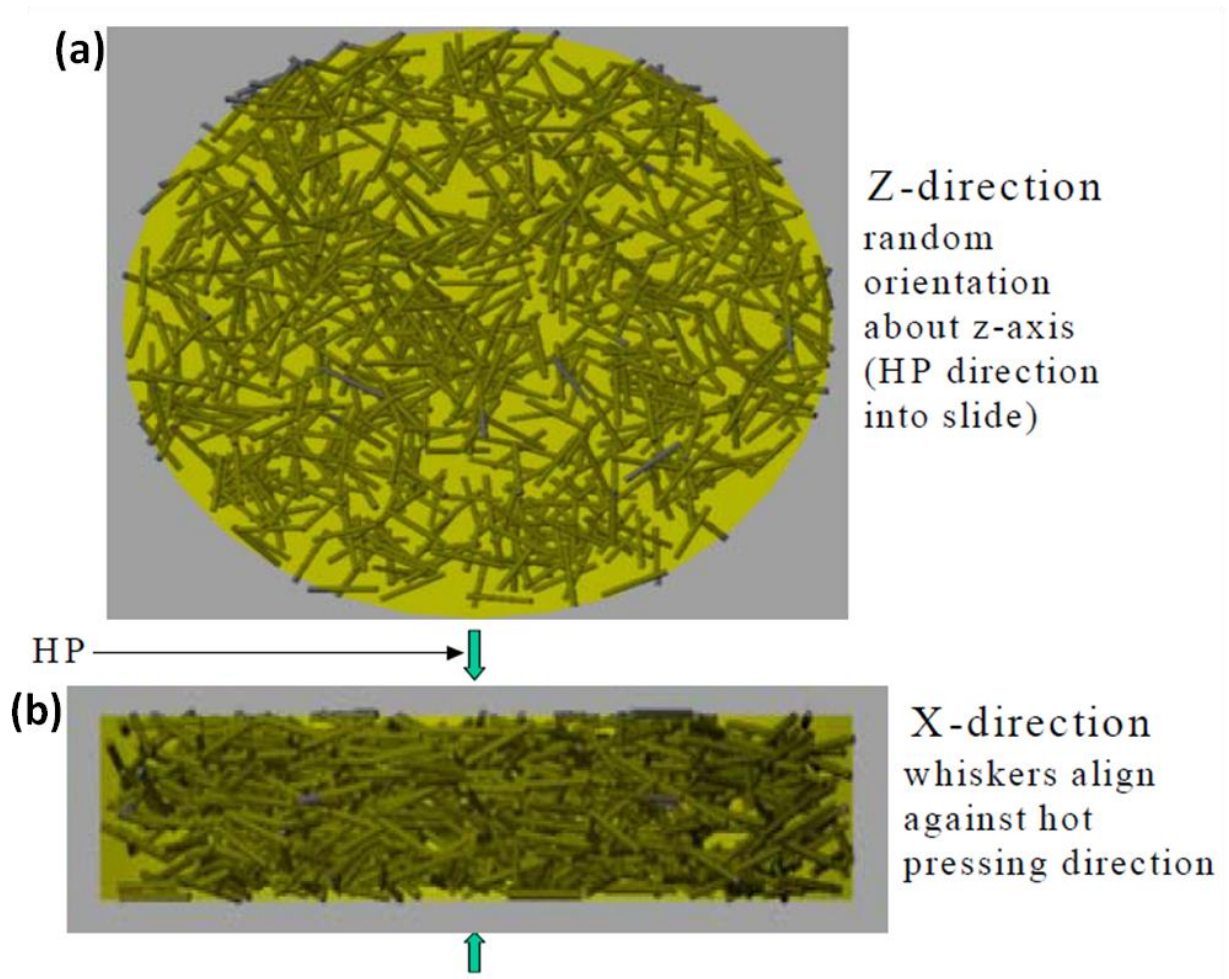 (a)
Z-direction
random
orientation
about z-axis
(HP direction
into slide)
HP
(b)
X-direction
whiskers align
against hot
pressing direction